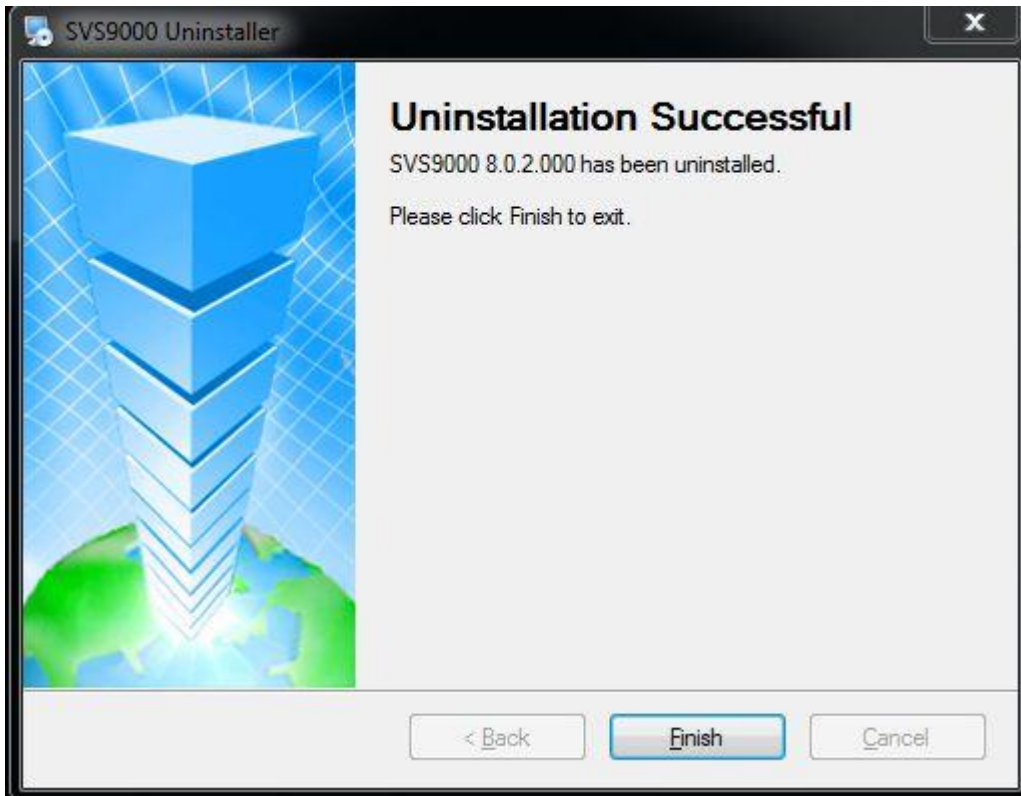 SVS9000 Uninstaller
X
Uninstallation Successful
SVS9000 8.0.2.000 has been uninstalled.
Please click Finish to exit.
< Back
Finish
Cancel